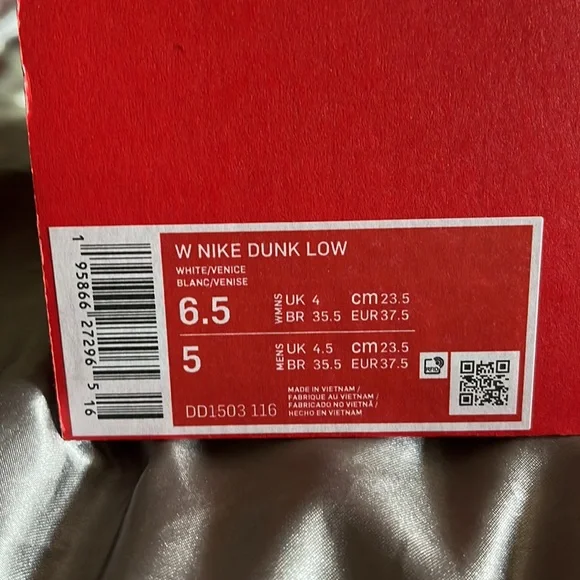 W NIKE DUNK LOW
WHITE/VENICE
BLANC/VENISE
6.5 WMNS UK 4 cm 23.5
BR 35.5 EUR 37.5
5 MENS UK 4.5 cm 23.5
BR 35.5 EUR 37.5
MADE IN VIETNAM /
FABRIQUE AU VIETNAM /
FABRICADO NO VIETNÃ /
HECHO EN VIETNAM
DD1503 116
RFID
1 95866 27296 5 16